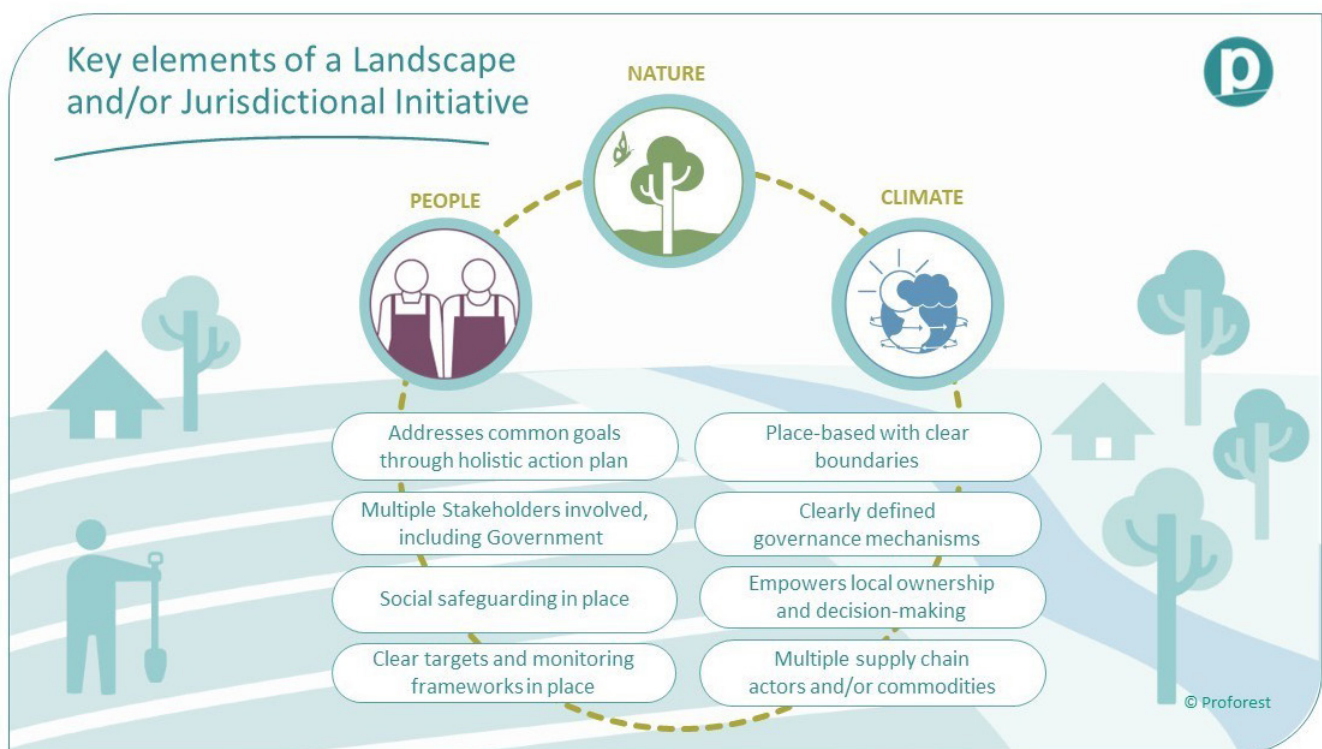 Key elements of a Landscape
and/or Jurisdictional Initiative
NATURE
p
PEOPLE
CLIMATE
Addresses common goals
through holistic action plan
Place-based with clear
boundaries
Multiple Stakeholders involved,
including Government
Clearly defined
governance mechanisms
Social safeguarding in place
Empowers local ownership
and decision-making
Clear targets and monitoring
frameworks in place
Multiple supply chain
actors and/or commodities
© Proforest